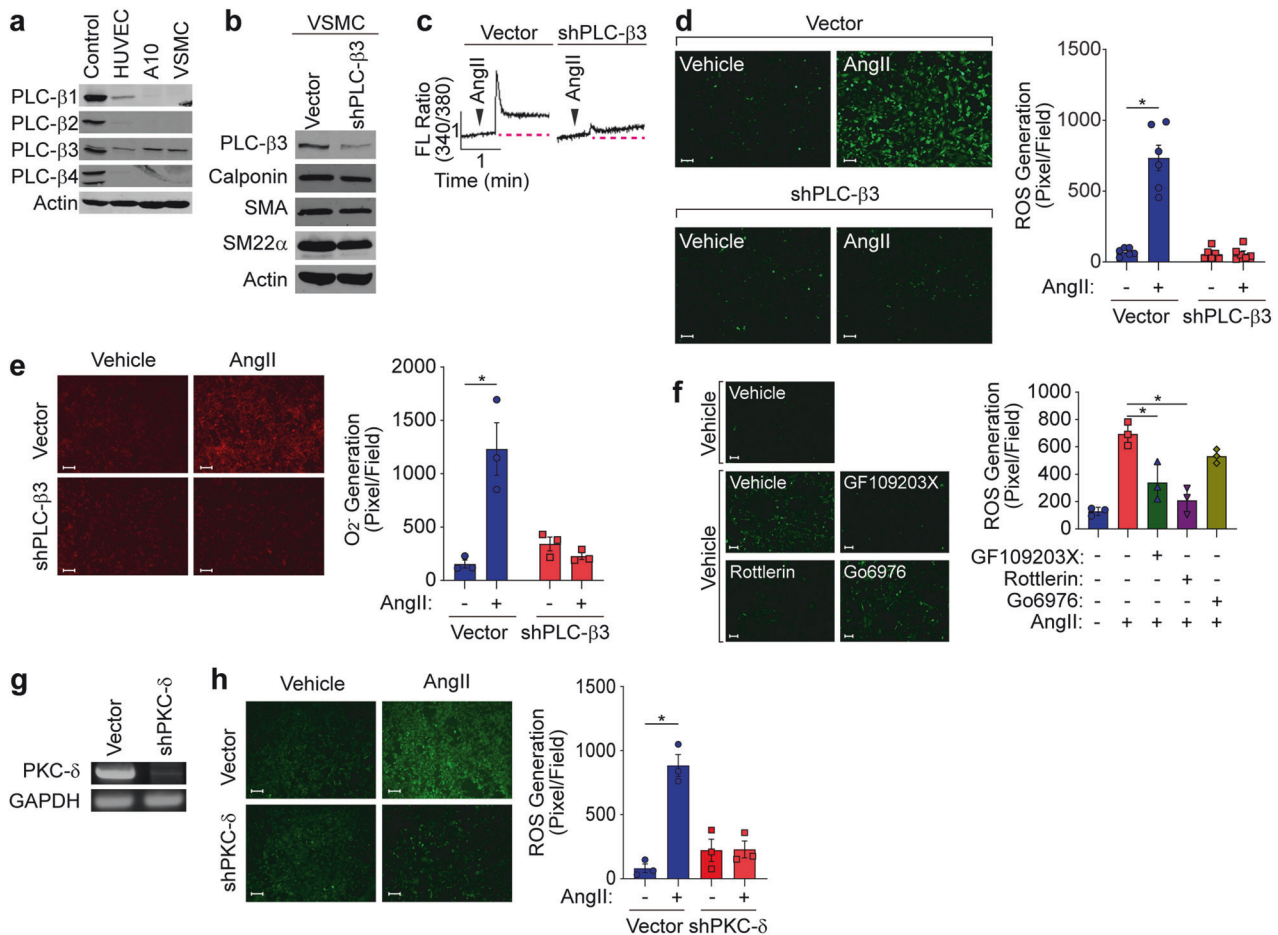 a
Control
HUVEC
A10
VSMC
PLC-β1
PLC-β2
PLC-β3
PLC-β4
Actin
b
VSMC
Vector
shPLC-β3
PLC-β3
Calponin
SMA
SM22α
Actin
c
Vector
shPLC-β3
AngII
AngII
FL Ratio
(340/380)
1
1
Time (min)
d
Vector
Vehicle
AngII
shPLC-β3
Vehicle
AngII
ROS Generation
(Pixel/Field)
1500
1000
500
0
*
AngII: - + - +
Vector shPLC-β3
e
Vehicle AngII
Vector
shPLC-β3
O2- Generation
(Pixel/Field)
2000
1500
1000
500
0
*
AngII: - + - +
Vector shPLC-β3
f
Vehicle
Vehicle
Vehicle
Vehicle
GF109203X
Rottlerin
Go6976
ROS Generation
(Pixel/Field)
1000
800
600
400
200
0
*
*
GF109203X: - - + - -
Rottlerin: - - - + -
Go6976: - - - - +
AngII: - + + + +
g
Vector
shPKC-δ
PKC-δ
GAPDH
h
Vehicle AngII
Vector
shPKC-δ
ROS Generation
(Pixel/Field)
1500
1000
500
0
*
AngII: - + - +
Vector shPKC-δ